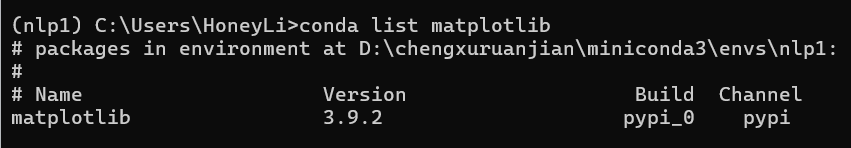 (nlp1) C:\Users\HoneyLi>conda list matplotlib
# packages in environment at D:\chengxuruanjian\miniconda3\envs\nlp1:
#
# Name                    Version                   Build  Channel
matplotlib                3.9.2                    pypi_0    pypi